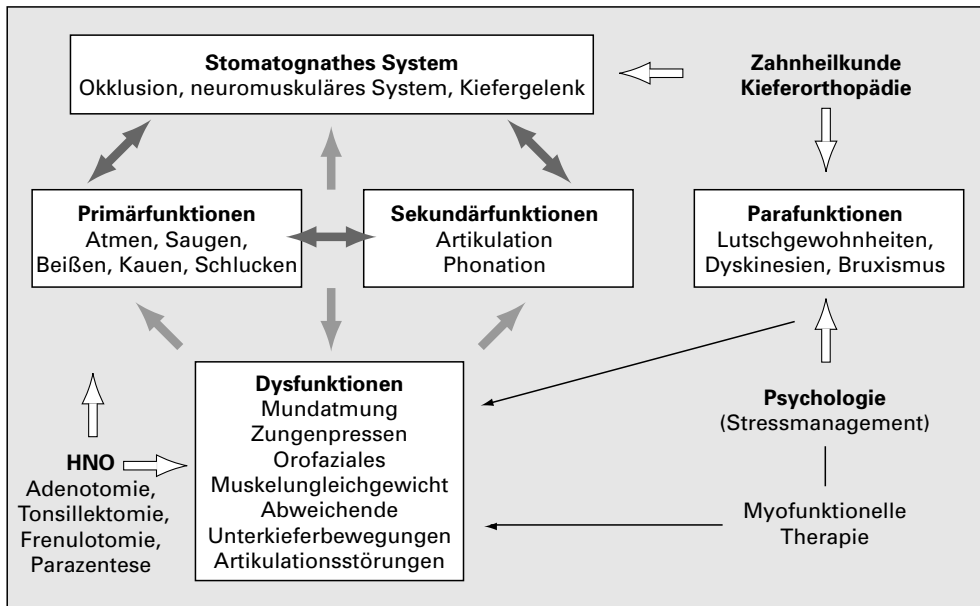 Stomatognathes System
Okklusion, neuromuskuläres System, Kiefergelenk
Zahnheilkunde
Kieferorthopädie
Primärfunktionen
Atmen, Saugen,
Beißen, Kauen, Schlucken
Sekundärfunktionen
Artikulation
Phonation
Parafunktionen
Lutschgewohnheiten,
Dyskinesien, Bruxismus
Dysfunktionen
Mundatmung
Zungenpressen
Orofaziales
Muskelungleichgewicht
Abweichende
Unterkieferbewegungen
Artikulationsstörungen
HNO
Adenotomie,
Tonsillektomie,
Frenulotomie,
Parazentese
Psychologie
(Stressmanagement)
Myofunktionelle
Therapie